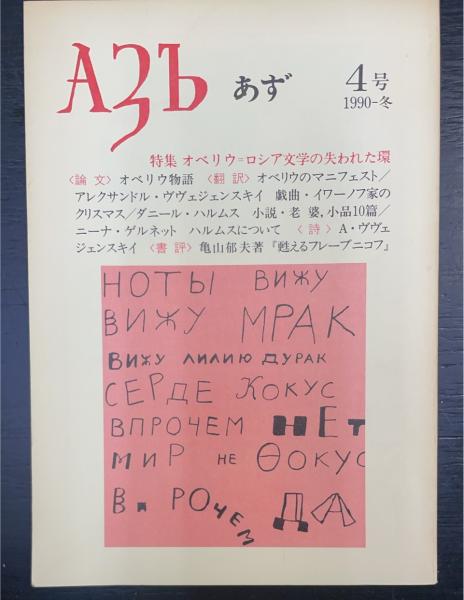 АЗЪ あず 4号
1990-冬
特集 オベリウ=ロシア文学の失われた環
〈論文〉オベリウ物語 〈翻訳〉オベリウのマニフェスト/
アレクサンドル・ヴヴェジェンスキイ 戯曲・イワーノフ家の
クリスマス/ダニール・ハルムス 小説・老婆,小品10篇/
ニーナ・ゲルネット ハルムスについて 〈詩〉A・ヴヴェ
ジェンスキイ 〈書評〉亀山郁夫著『甦えるフレーブニコフ』
НОТЫ ВИЖУ
ВИЖУ МРАК
ВИЖУ ЛИЛИЮ ДУРАК
СЕРДЕ КОКУС
ВПРОЧЕМ НЕТ
МИР НЕ ѲОКУС
В. РОЧЕМ ДА